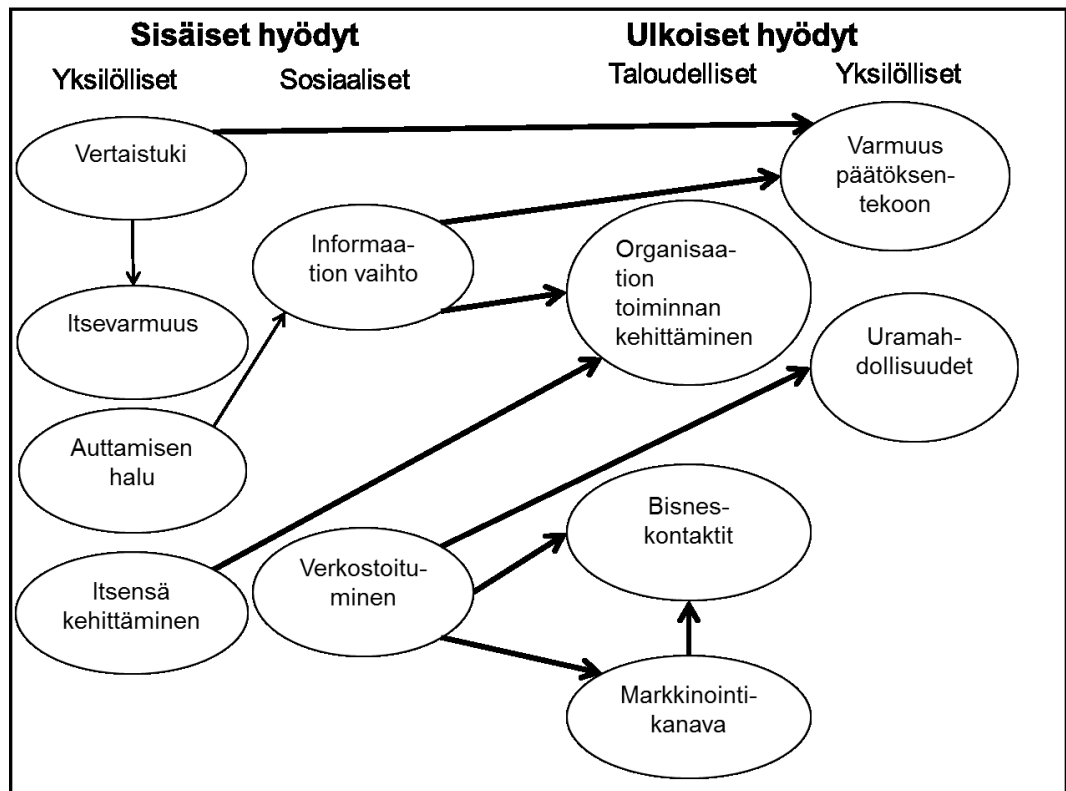 Sisäiset hyödyt
Ulkoiset hyödyt
Yksilölliset
Sosiaaliset
Taloudelliset
Yksilölliset
Vertaistuki
Varmuus
päätöksen-
tekoon
Informaa-
tion vaihto
Organisaa-
tion
toiminnan
kehittäminen
Itsevarmuus
Uramah-
dollisuudet
Auttamisen
halu
Bisnes-
kontaktit
Itsensä
kehittäminen
Verkostoitu-
minen
Markkinointi-
kanava